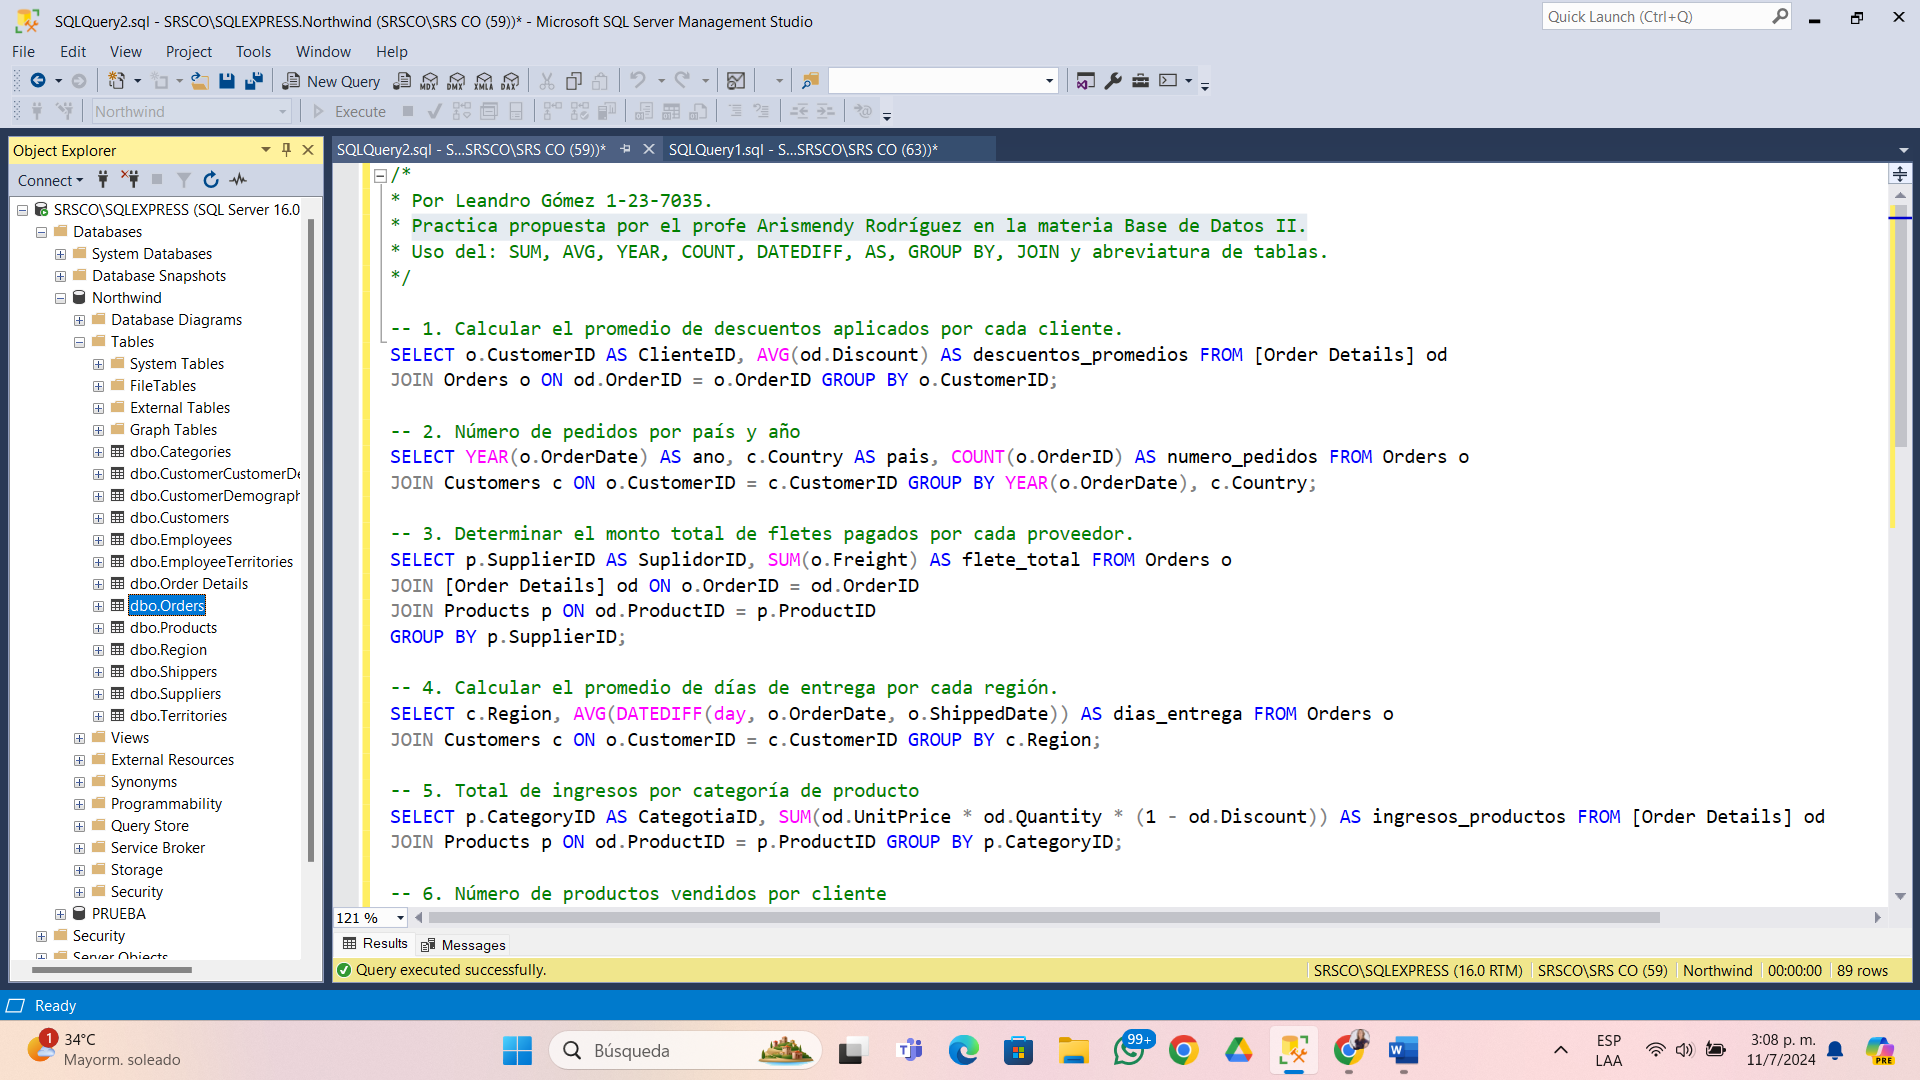 SQLQuery2.sql - SRSCO\SQLEXPRESS.Northwind (SRSCO\SRS CO (59))* - Microsoft SQL Server Management Studio
Quick Launch (Ctrl+Q)
File Edit View Project Tools Window Help
New Query MDX DMX XMLA DAX
Northwind Execute
Object Explorer
Connect
SRSCO\SQLEXPRESS (SQL Server 16.0
Databases
System Databases
Database Snapshots
Northwind
Database Diagrams
Tables
System Tables
FileTables
External Tables
Graph Tables
dbo.Categories
dbo.CustomerCustomerDe
dbo.CustomerDemograph
dbo.Customers
dbo.Employees
dbo.EmployeeTerritories
dbo.Order Details
dbo.Orders
dbo.Products
dbo.Region
dbo.Shippers
dbo.Suppliers
dbo.Territories
Views
External Resources
Synonyms
Programmability
Query Store
Service Broker
Storage
Security
PRUEBA
Security
Server Objects
SQLQuery2.sql - S...SRSCO\SRS CO (59))* SQLQuery1.sql - S...SRSCO\SRS CO (63))*
/*
* Por Leandro Gómez 1-23-7035.
* Practica propuesta por el profe Arismendy Rodríguez en la materia Base de Datos II.
* Uso del: SUM, AVG, YEAR, COUNT, DATEDIFF, AS, GROUP BY, JOIN y abreviatura de tablas.
*/
-- 1. Calcular el promedio de descuentos aplicados por cada cliente.
SELECT o.CustomerID AS ClienteID, AVG(od.Discount) AS descuentos_promedios FROM [Order Details] od
JOIN Orders o ON od.OrderID = o.OrderID GROUP BY o.CustomerID;
-- 2. Número de pedidos por país y año
SELECT YEAR(o.OrderDate) AS ano, c.Country AS pais, COUNT(o.OrderID) AS numero_pedidos FROM Orders o
JOIN Customers c ON o.CustomerID = c.CustomerID GROUP BY YEAR(o.OrderDate), c.Country;
-- 3. Determinar el monto total de fletes pagados por cada proveedor.
SELECT p.SupplierID AS SuplidorID, SUM(o.Freight) AS flete_total FROM Orders o
JOIN [Order Details] od ON o.OrderID = od.OrderID
JOIN Products p ON od.ProductID = p.ProductID
GROUP BY p.SupplierID;
-- 4. Calcular el promedio de días de entrega por cada región.
SELECT c.Region, AVG(DATEDIFF(day, o.OrderDate, o.ShippedDate)) AS dias_entrega FROM Orders o
JOIN Customers c ON o.CustomerID = c.CustomerID GROUP BY c.Region;
-- 5. Total de ingresos por categoría de producto
SELECT p.CategoryID AS CategotiaID, SUM(od.UnitPrice * od.Quantity * (1 - od.Discount)) AS ingresos_productos FROM [Order Details] od
JOIN Products p ON od.ProductID = p.ProductID GROUP BY p.CategoryID;
-- 6. Número de productos vendidos por cliente
121 %
Results Messages
Query executed successfully. SRSCO\SQLEXPRESS (16.0 RTM) SRSCO\SRS CO (59) Northwind 00:00:00 89 rows
Ready
1 34°C
Mayorm. soleado
Búsqueda
99+
ESP
LAA
3:08 p. m.
11/7/2024
PRE